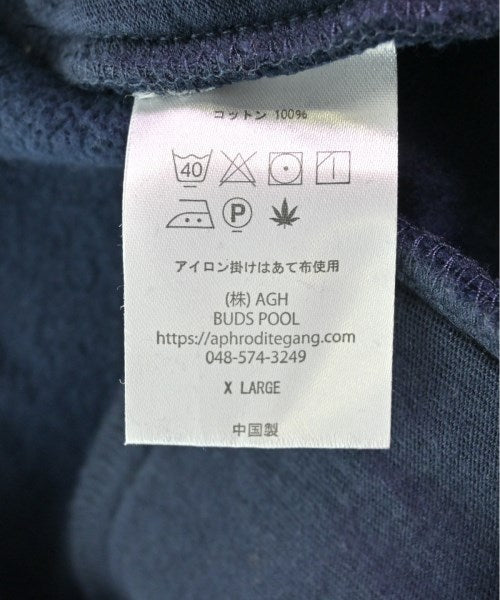 コットン 100%
40
P
アイロン掛けはあて布使用
(株) AGH
BUDS POOL
https://aphroditegang.com
048-574-3249
X LARGE
中国製